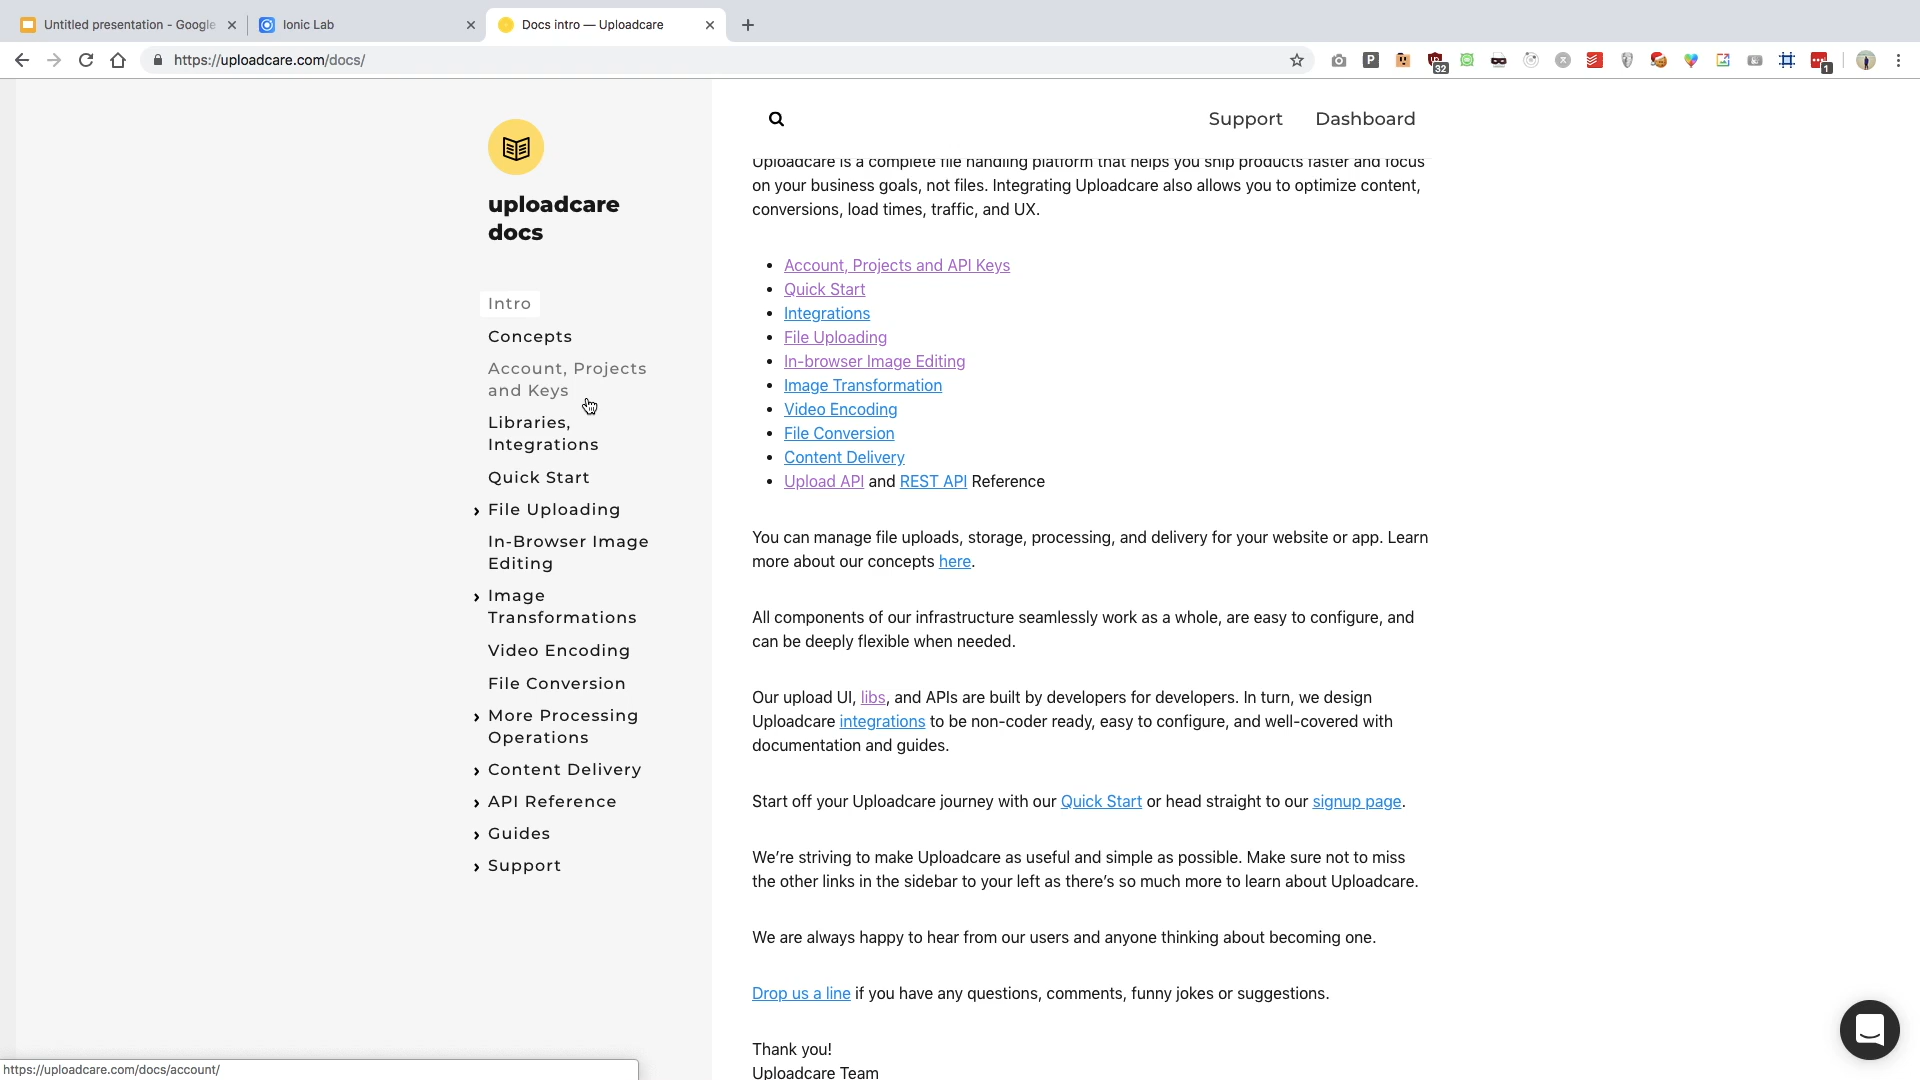 Untitled presentation - Google
Ionic Lab
Docs intro — Uploadcare
https://uploadcare.com/docs/
32
1
Support
Dashboard
uploadcare
docs
Intro
Concepts
Account, Projects
and Keys
Libraries,
Integrations
Quick Start
File Uploading
In-Browser Image
Editing
Image
Transformations
Video Encoding
File Conversion
More Processing
Operations
Content Delivery
API Reference
Guides
Support
Uploadcare is a complete file handling platform that helps you ship products faster and focus
on your business goals, not files. Integrating Uploadcare also allows you to optimize content,
conversions, load times, traffic, and UX.
• Account, Projects and API Keys
• Quick Start
• Integrations
• File Uploading
• In-browser Image Editing
• Image Transformation
• Video Encoding
• File Conversion
• Content Delivery
• Upload API and REST API Reference
You can manage file uploads, storage, processing, and delivery for your website or app. Learn
more about our concepts here.
All components of our infrastructure seamlessly work as a whole, are easy to configure, and
can be deeply flexible when needed.
Our upload UI, libs, and APIs are built by developers for developers. In turn, we design
Uploadcare integrations to be non-coder ready, easy to configure, and well-covered with
documentation and guides.
Start off your Uploadcare journey with our Quick Start or head straight to our signup page.
We're striving to make Uploadcare as useful and simple as possible. Make sure not to miss
the other links in the sidebar to your left as there's so much more to learn about Uploadcare.
We are always happy to hear from our users and anyone thinking about becoming one.
Drop us a line if you have any questions, comments, funny jokes or suggestions.
Thank you!
Uploadcare Team
https://uploadcare.com/docs/account/